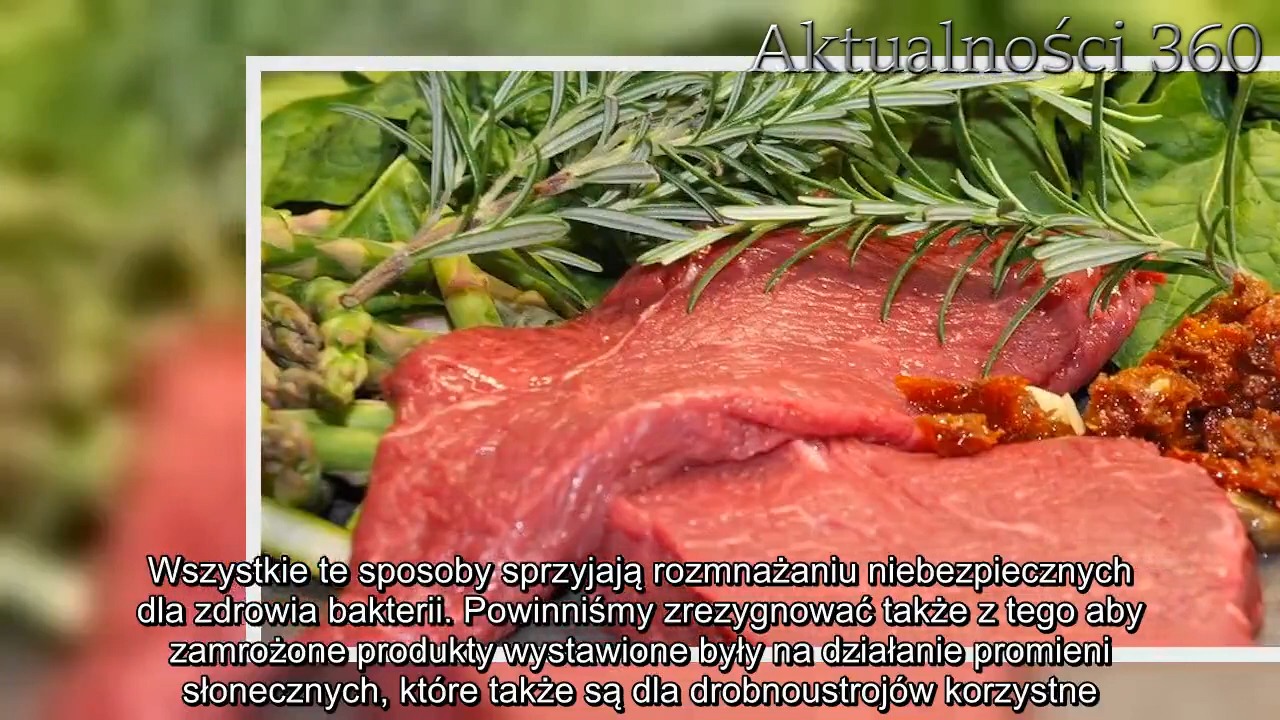 Aktualności 360
Wszystkie te sposoby sprzyjają rozmnażaniu niebezpiecznych
dla zdrowia bakterii. Powinniśmy zrezygnować także z tego aby
zamrożone produkty wystawione były na działanie promieni
słonecznych, które także są dla drobnoustrojów korzystne